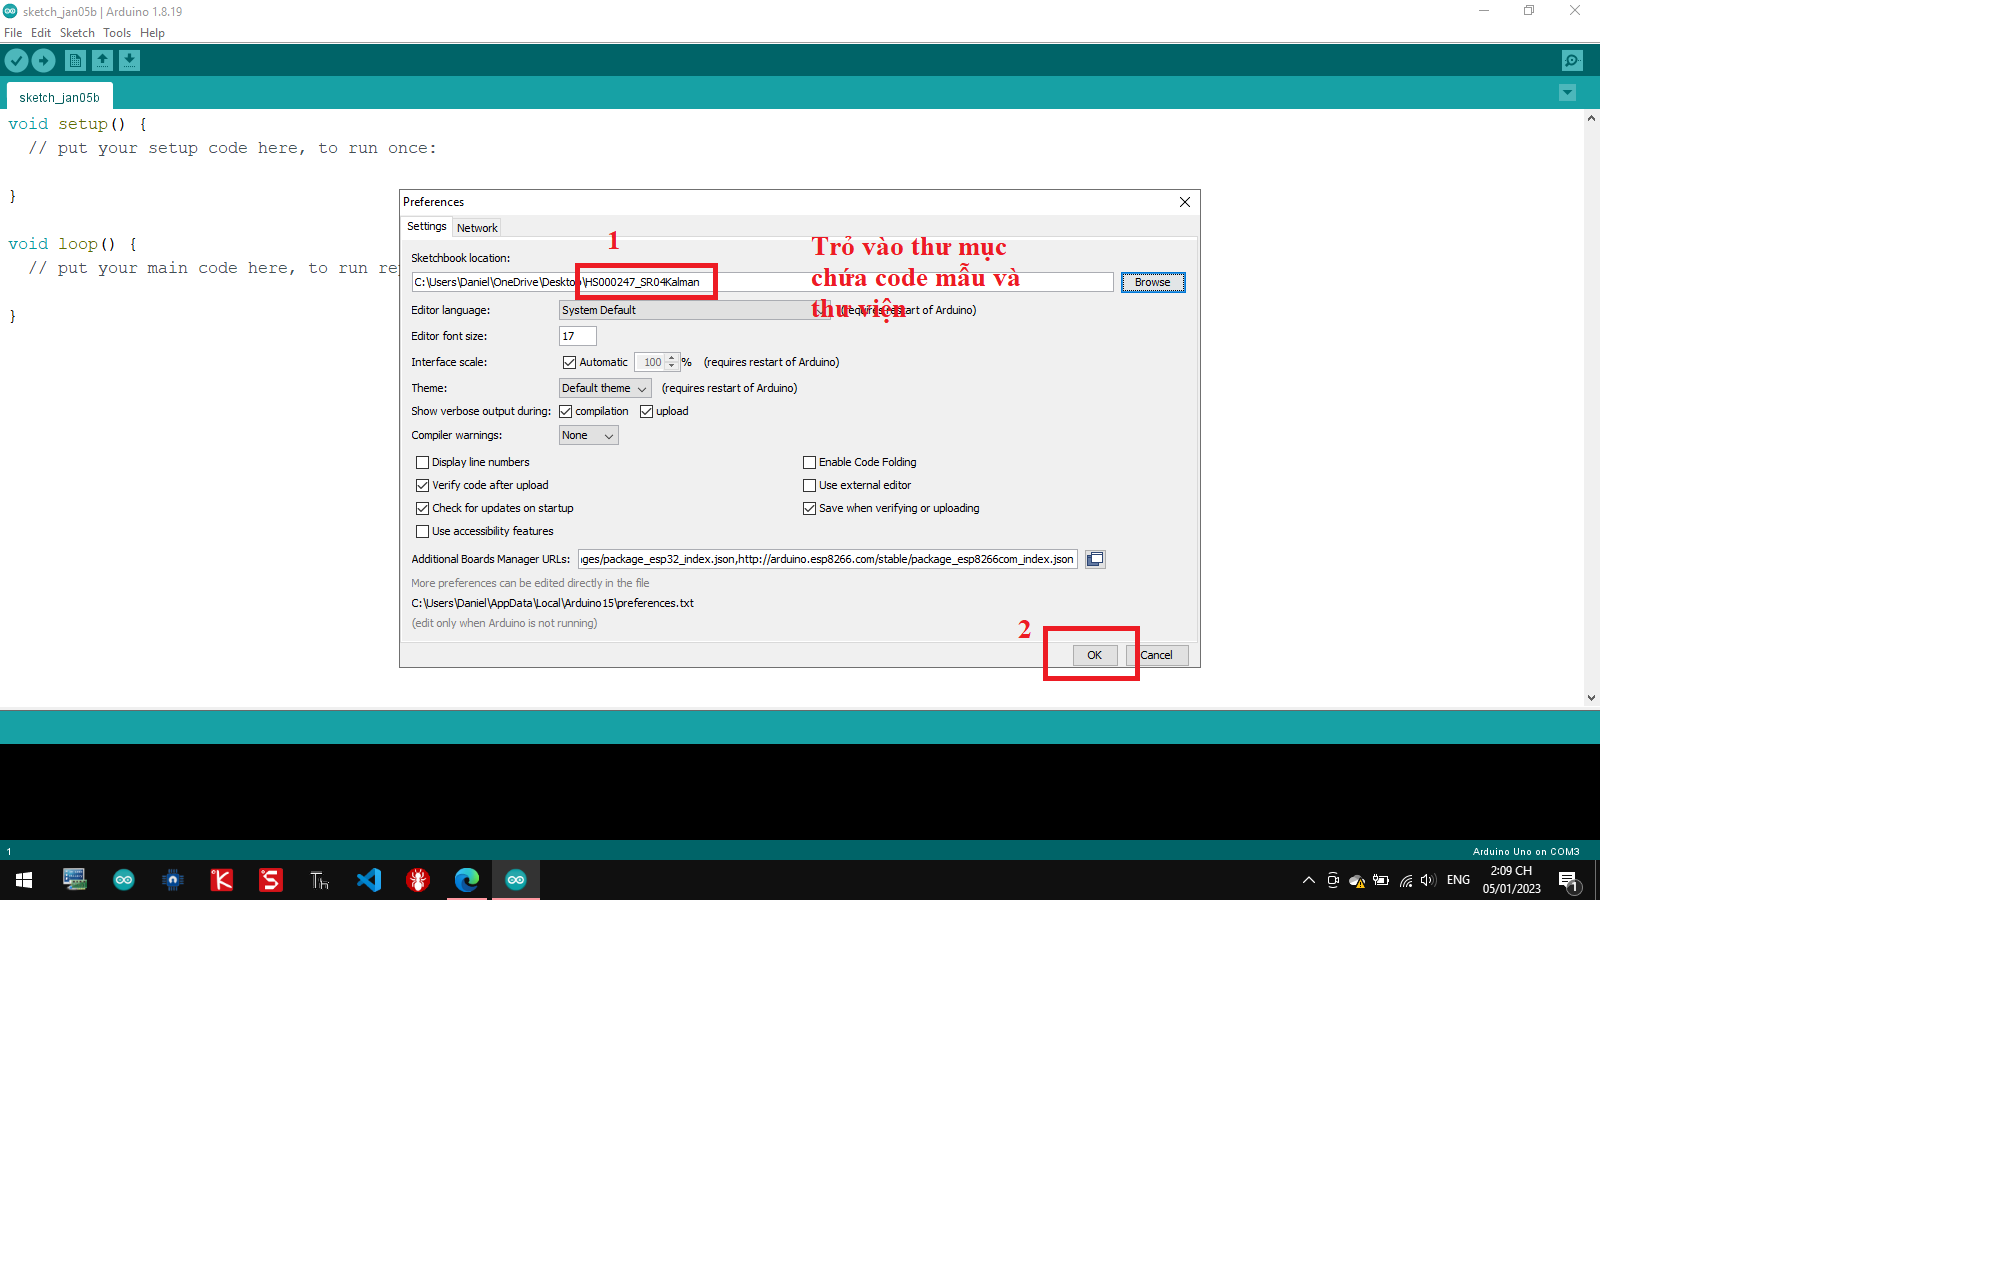 sketch_jan05b | Arduino 1.8.19
File Edit Sketch Tools Help
sketch_jan05b
void setup() {
// put your setup code here, to run once:
}
void loop() {
// put your main code here, to run rep
}
Preferences
Settings Network
1
Trỏ vào thư mục
chứa code mẫu và
thư viện
Sketchbook location:
C:\Users\Daniel\OneDrive\Desktop\HS000247_SR04Kalman
Browse
Editor language: System Default (requires restart of Arduino)
Editor font size: 17
Interface scale: Automatic 100 % (requires restart of Arduino)
Theme: Default theme (requires restart of Arduino)
Show verbose output during: compilation upload
Compiler warnings: None
Display line numbers Enable Code Folding
Verify code after upload Use external editor
Check for updates on startup Save when verifying or uploading
Use accessibility features
Additional Boards Manager URLs: ges/package_esp32_index.json,http://arduino.esp8266.com/stable/package_esp8266com_index.json
More preferences can be edited directly in the file
C:\Users\Daniel\AppData\Local\Arduino15\preferences.txt
(edit only when Arduino is not running)
2
OK Cancel
1 Arduino Uno on COM3
ENG 2:09 CH
05/01/2023
1